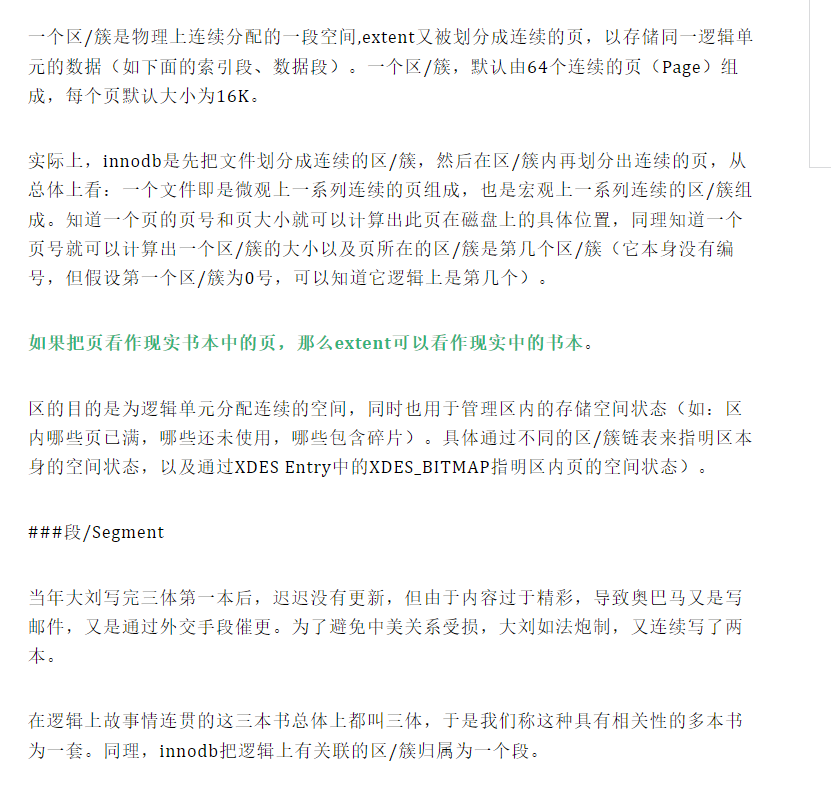 一个区/簇是物理上连续分配的一段空间,extent又被划分成连续的页，以存储同一逻辑单
元的数据（如下面的索引段、数据段）。一个区/簇，默认由64个连续的页（Page）组
成，每个页默认大小为16K。
实际上，innodb是先把文件划分成连续的区/簇，然后在区/簇内再划分出连续的页，从
总体上看：一个文件即是微观上一系列连续的页组成，也是宏观上一系列连续的区/簇组
成。知道一个页的页号和页大小就可以计算出此页在磁盘上的具体位置，同理知道一个
页号就可以计算出一个区/簇的大小以及页所在的区/簇是第几个区/簇（它本身没有编
号，但假设第一个区/簇为0号，可以知道它逻辑上是第几个）。
如果把页看作现实书本中的页，那么extent可以看作现实中的书本。
区的目的是为逻辑单元分配连续的空间，同时也用于管理区内的存储空间状态（如：区
内哪些页已满，哪些还未使用，哪些包含碎片）。具体通过不同的区/簇链表来指明区本
身的空间状态，以及通过XDES Entry中的XDES_BITMAP指明区内页的空间状态）。
###段/Segment
当年大刘写完三体第一本后，迟迟没有更新，但由于内容过于精彩，导致奥巴马又是写
邮件，又是通过外交手段催更。为了避免中美关系受损，大刘如法炮制，又连续写了两
本。
在逻辑上故事情连贯的这三本书总体上都叫三体，于是我们称这种具有相关性的多本书
为一套。同理，innodb把逻辑上有关联的区/簇归属为一个段。